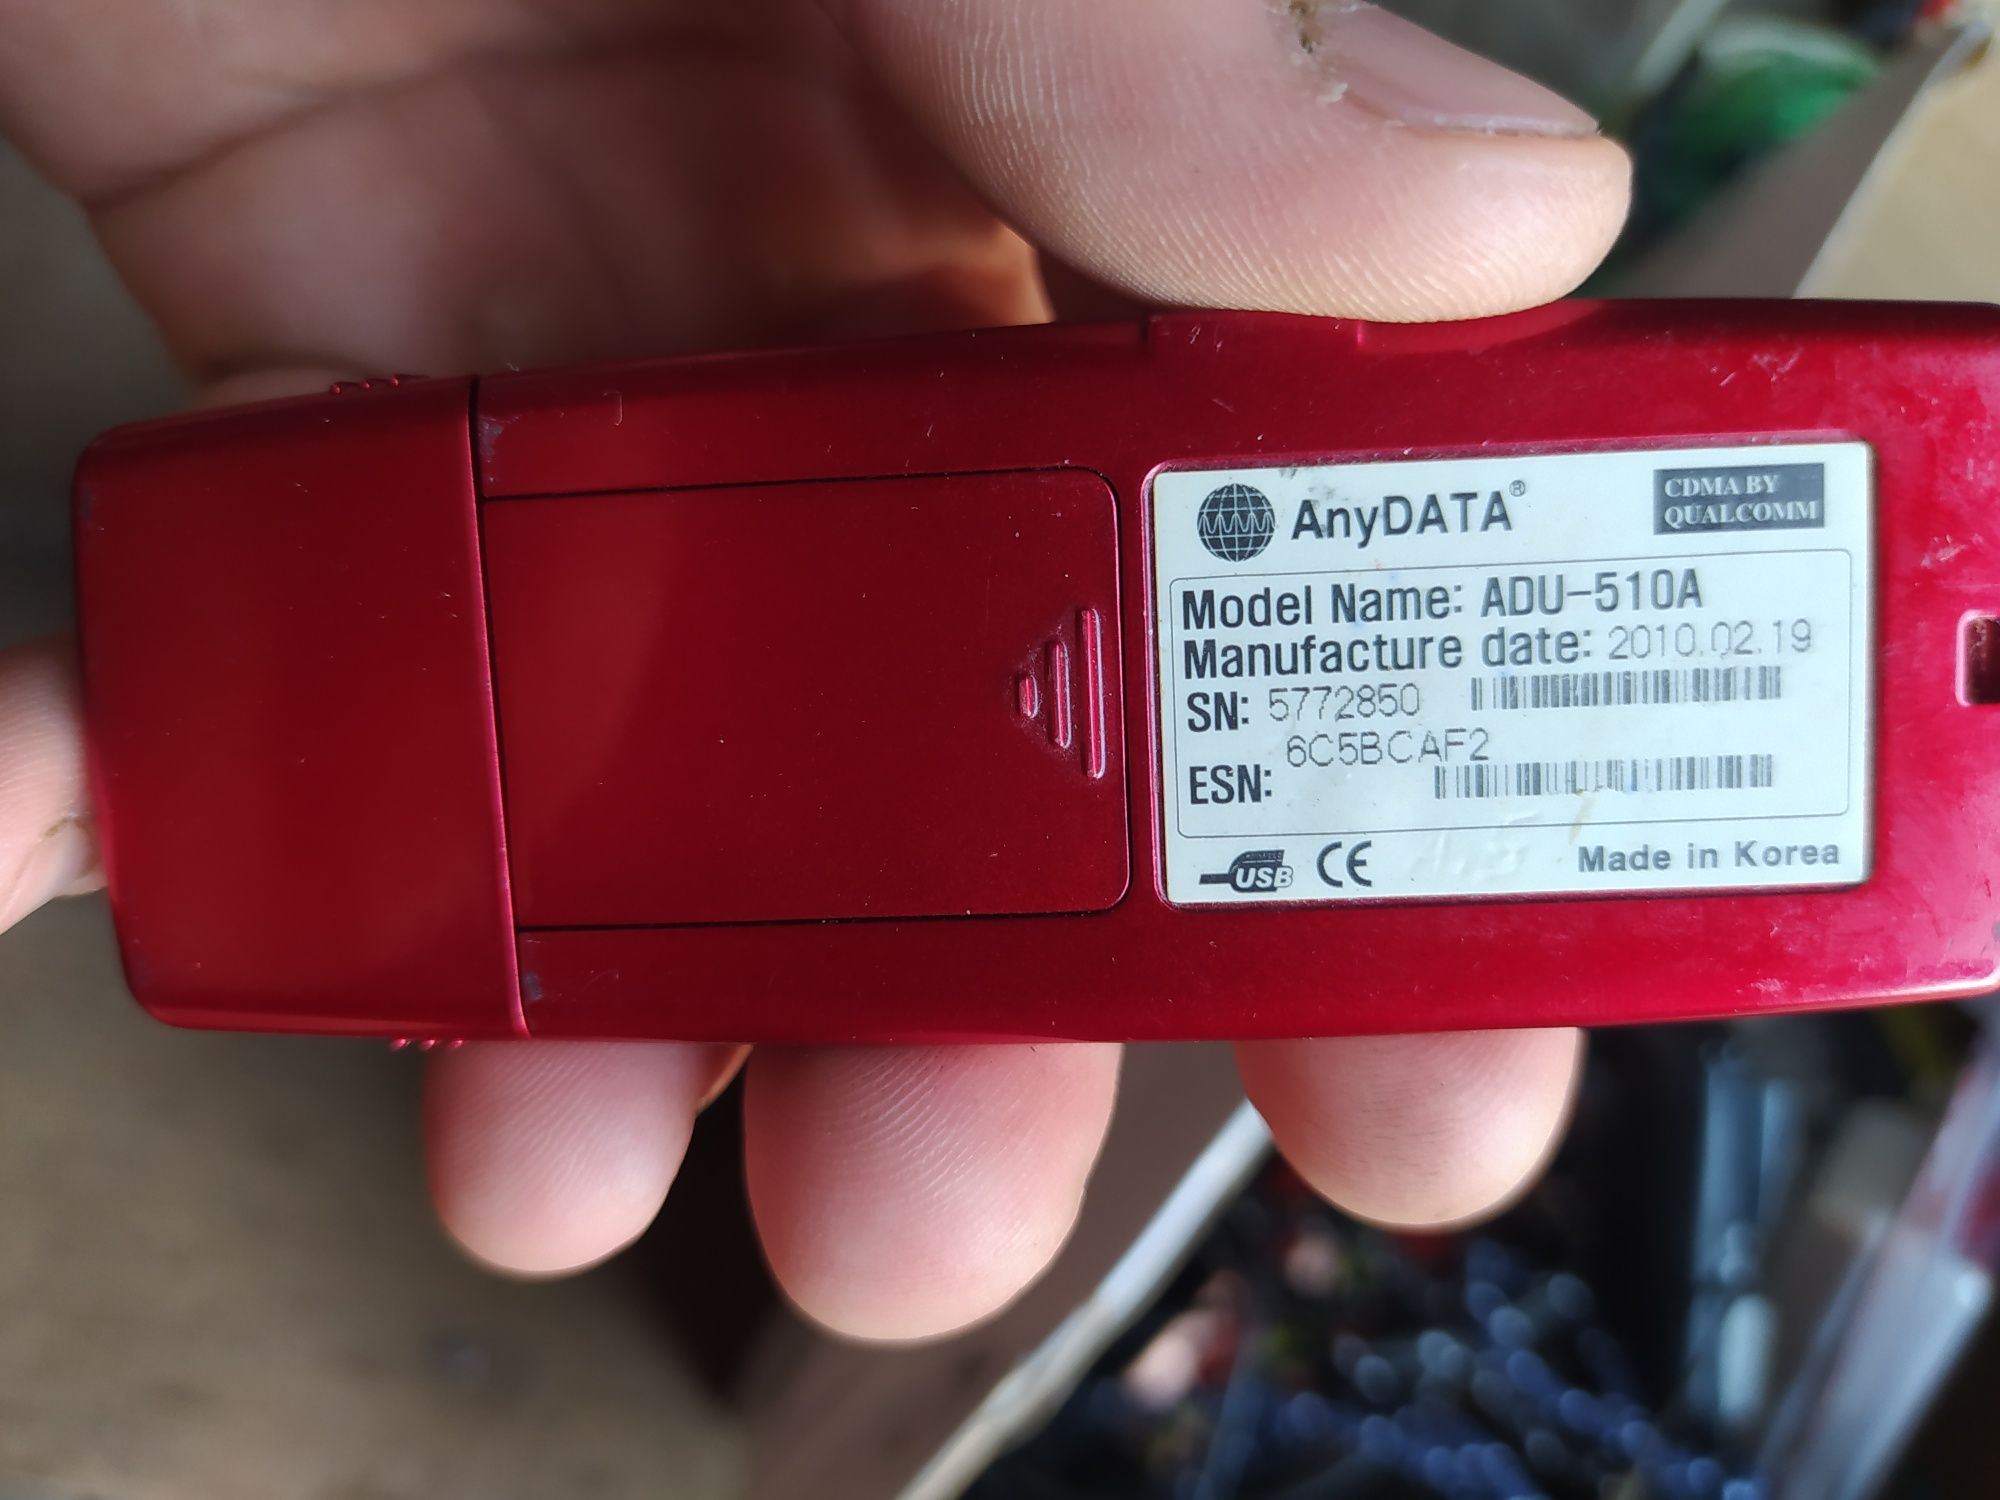 AnyDATA®
CDMA BY
QUALCOMM
Model Name: ADU-510A
Manufacture date: 2010.02.19
SN: 5772850
6C5BCAF2
ESN:
USB CE
Made in Korea